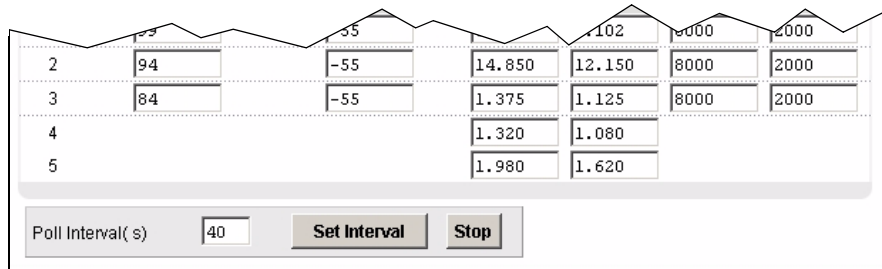 55 .102 2000
2 94 -55 14.850 12.150 8000 2000
3 84 -55 1.375 1.125 8000 2000
4 1.320 1.080
5 1.980 1.620
Poll Interval( s) 40 Set Interval Stop